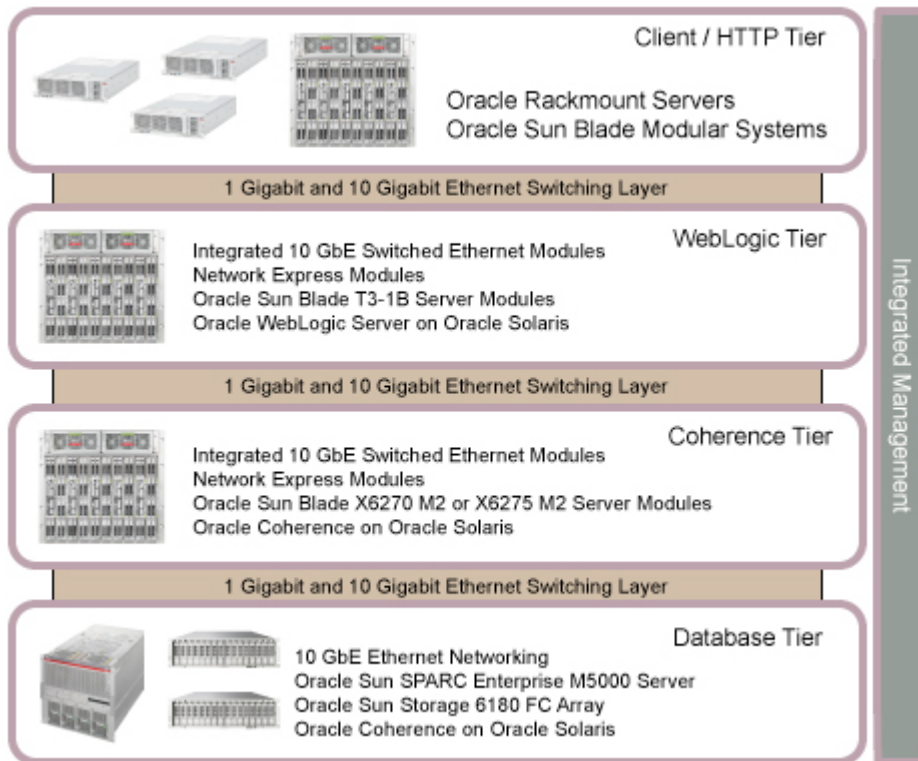 Client / HTTP Tier
Oracle Rackmount Servers
Oracle Sun Blade Modular Systems
1 Gigabit and 10 Gigabit Ethernet Switching Layer
WebLogic Tier
Integrated 10 GbE Switched Ethernet Modules
Network Express Modules
Oracle Sun Blade T3-1B Server Modules
Oracle WebLogic Server on Oracle Solaris
1 Gigabit and 10 Gigabit Ethernet Switching Layer
Coherence Tier
Integrated 10 GbE Switched Ethernet Modules
Network Express Modules
Oracle Sun Blade X6270 M2 or X6275 M2 Server Modules
Oracle Coherence on Oracle Solaris
1 Gigabit and 10 Gigabit Ethernet Switching Layer
Database Tier
10 GbE Ethernet Networking
Oracle Sun SPARC Enterprise M5000 Server
Oracle Sun Storage 6180 FC Array
Oracle Coherence on Oracle Solaris
Integrated Management